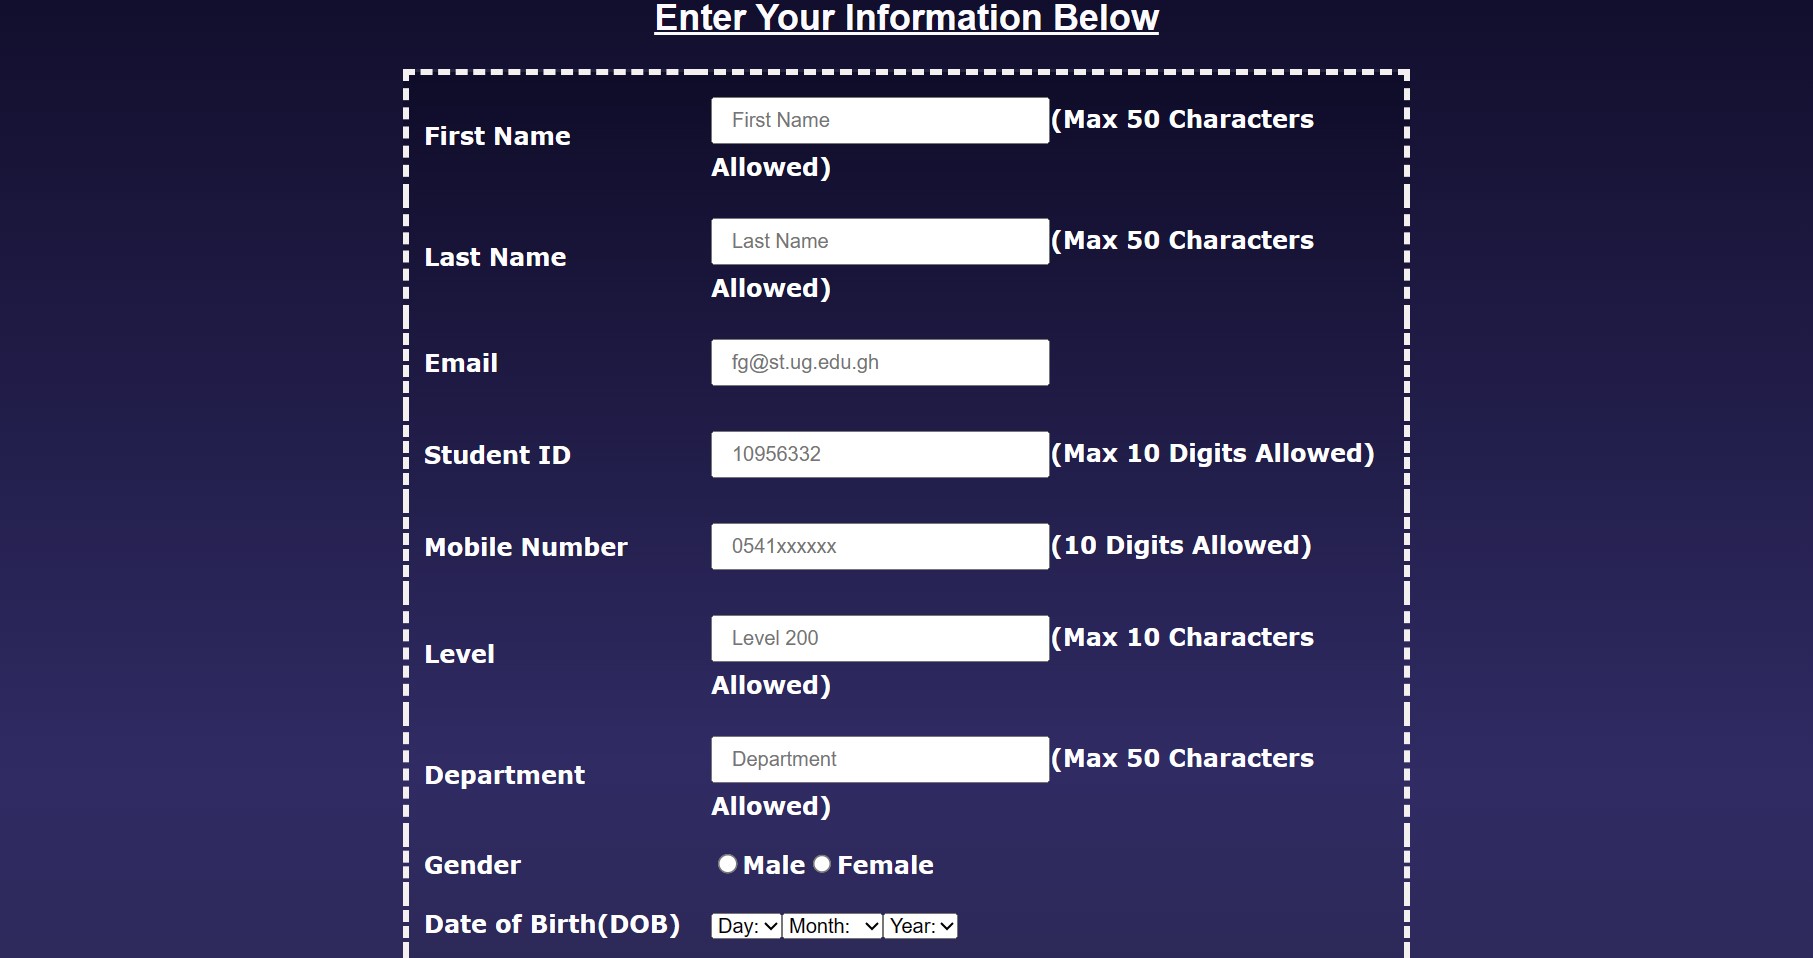 Enter Your Information Below
First Name First Name (Max 50 Characters
Allowed)
Last Name Last Name (Max 50 Characters
Allowed)
Email fg@st.ug.edu.gh
Student ID 10956332 (Max 10 Digits Allowed)
Mobile Number 0541xxxxxx (10 Digits Allowed)
Level Level 200 (Max 10 Characters
Allowed)
Department Department (Max 50 Characters
Allowed)
Gender Male Female
Date of Birth(DOB) Day: Month: Year: